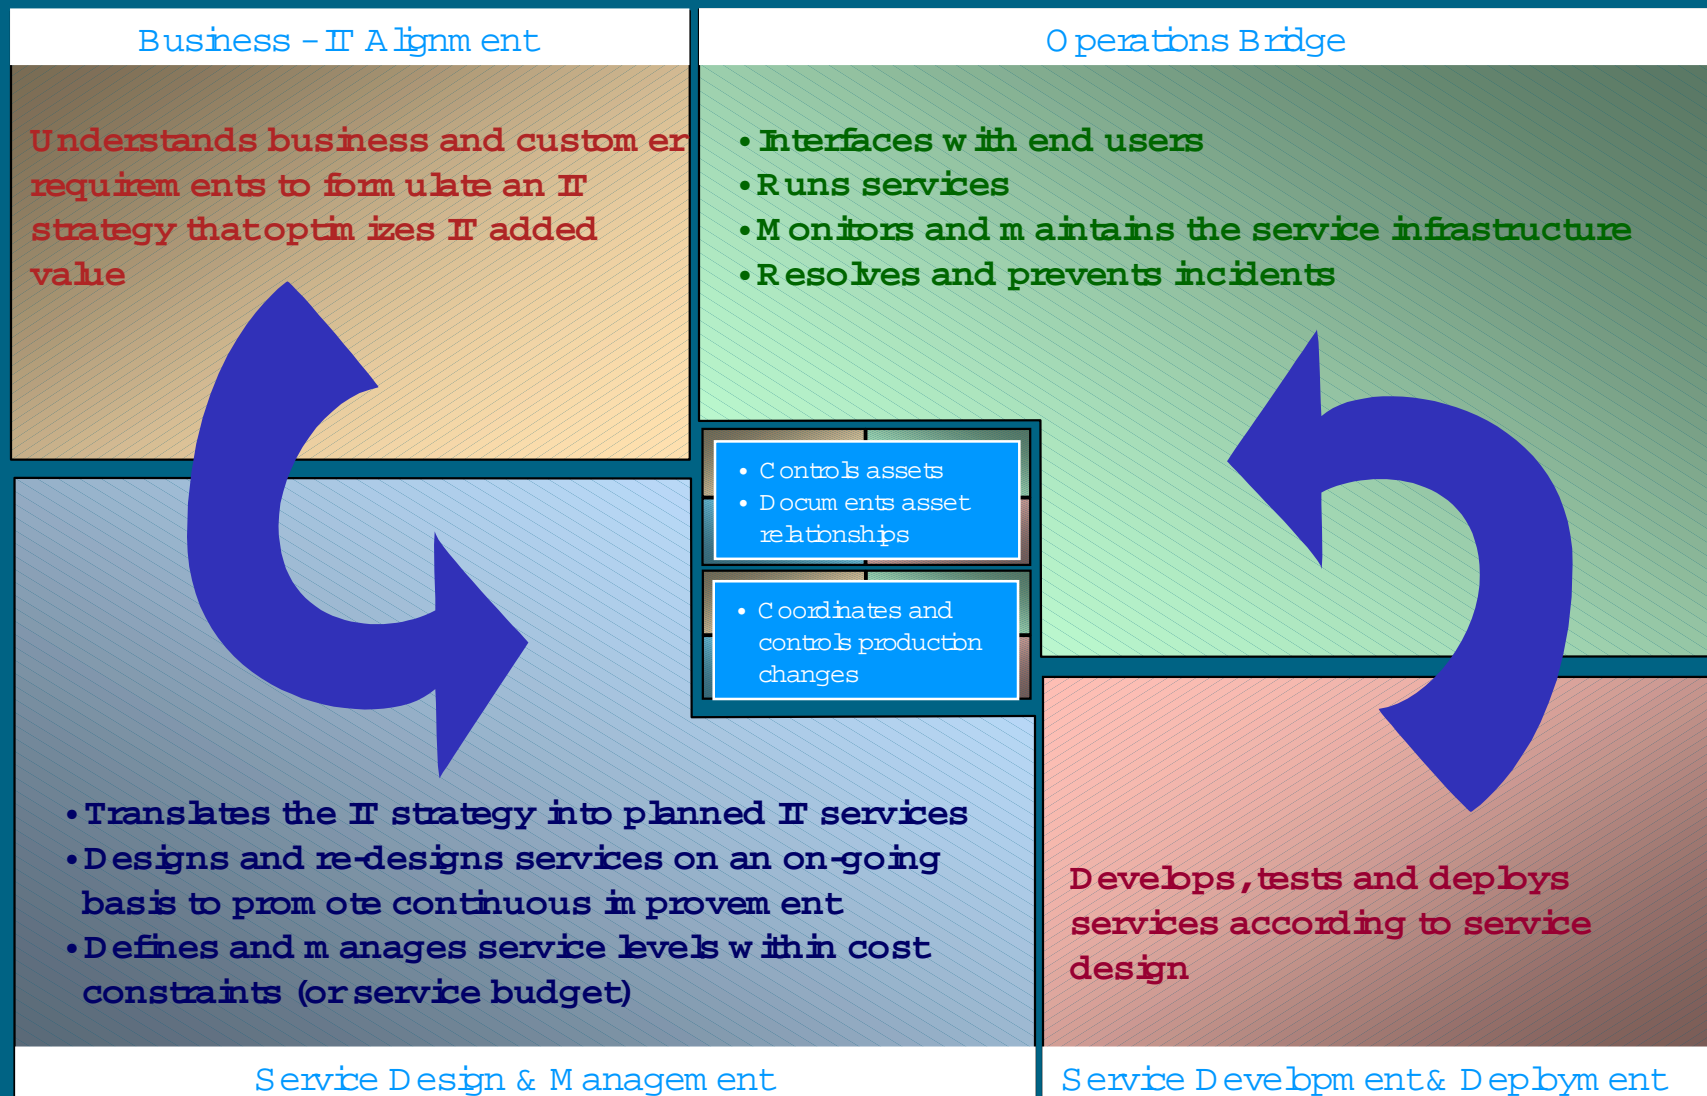 Business - IT Alignment
Understands business and customer
requirements to formulate an IT
strategy that optimizes IT added
value
Operations Bridge
• Interfaces with end users
• Runs services
• Monitors and maintains the service infrastructure
• Resolves and prevents incidents
• Controls assets
• Documents asset
relationships
• Coordinates and
controls production
changes
• Translates the IT strategy into planned IT services
• Designs and re-designs services on an on-going
basis to promote continuous improvement
• Defines and manages service levels within cost
constraints (or service budget)
Service Design & Management
Develops, tests and deploys
services according to service
design
Service Development & Deployment